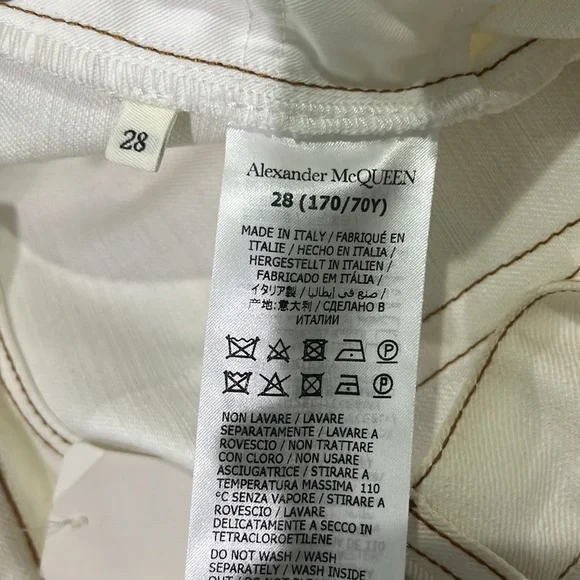 28
Alexander McQUEEN
28 (170/70Y)
MADE IN ITALY / FABRIQUÉ EN
ITALIE / HECHO EN ITALIA /
HERGESTELLT IN ITALIEN /
FABRICADO EM ITÁLIA /
イタリア製 / صنع في إيطاليا /
产地:意大利 / СДЕЛАНО В
ИТАЛИИ
P
P
NON LAVARE / LAVARE
SEPARATAMENTE / LAVARE A
ROVESCIO / NON TRATTARE
CON CLORO / NON USARE
ASCIUGATRICE / STIRARE A
TEMPERATURA MASSIMA 110
°C SENZA VAPORE / STIRARE A
ROVESCIO / LAVARE
DELICATAMENTE A SECCO IN
TETRACLOROETILENE
DO NOT WASH / WASH
SEPARATELY / WASH INSIDE
OUT / DO NOT